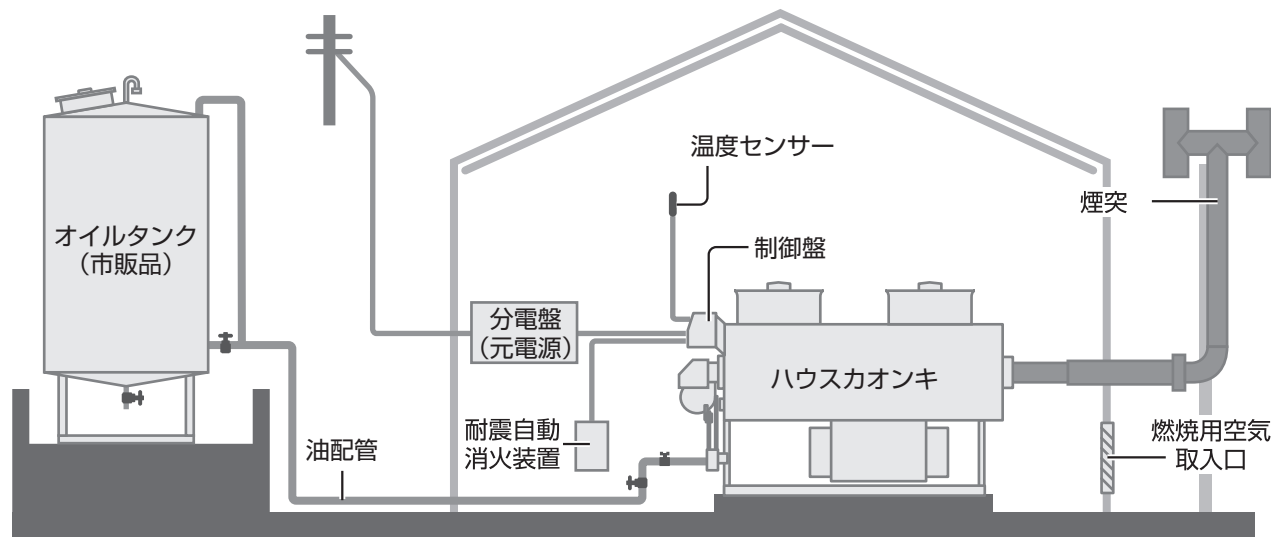 温度センサー
煙突
オイルタンク
（市販品）
制御盤
分電盤
（元電源）
ハウスカオンキ
耐震自動
消火装置
油配管
燃焼用空気
取入口